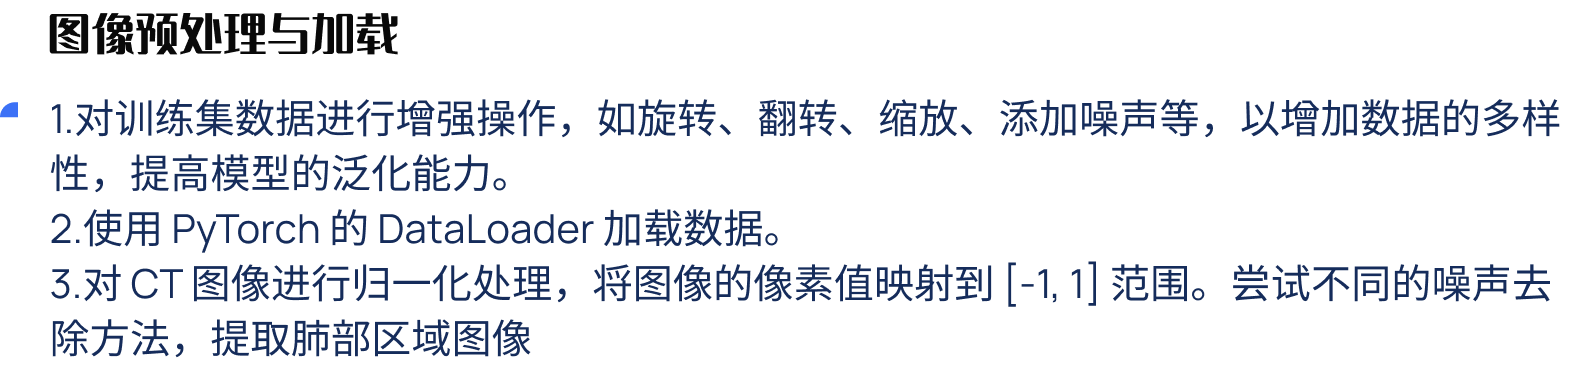 图像预处理与加载
1.对训练集数据进行增强操作，如旋转、翻转、缩放、添加噪声等，以增加数据的多样
性，提高模型的泛化能力。
2.使用 PyTorch 的 DataLoader 加载数据。
3.对 CT 图像进行归一化处理，将图像的像素值映射到 [-1, 1] 范围。尝试不同的噪声去
除方法，提取肺部区域图像